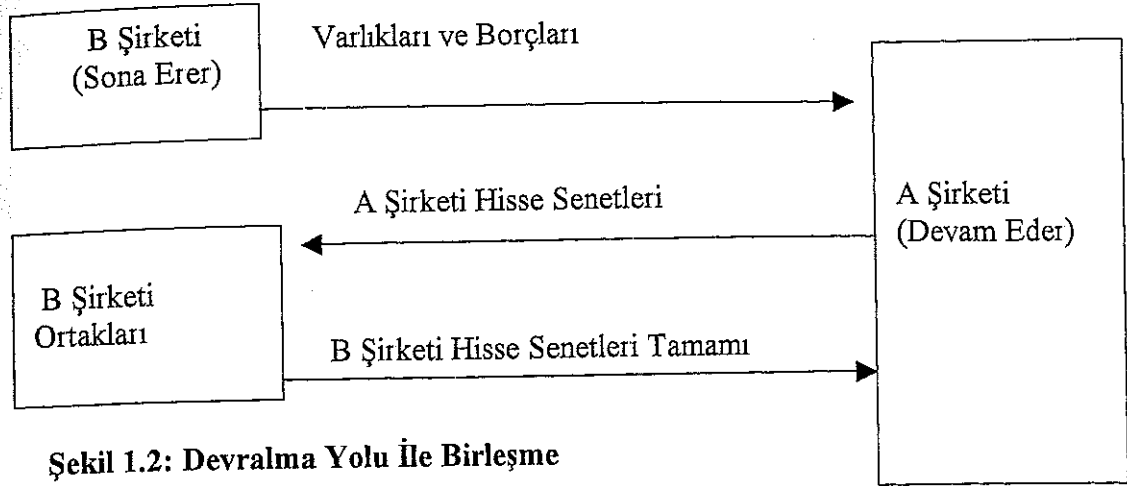 B Şirketi
(Sona Erer)
Varlıkları ve Borçları
A Şirketi Hisse Senetleri
A Şirketi
(Devam Eder)
B Şirketi
Ortakları
B Şirketi Hisse Senetleri Tamamı
Şekil 1.2: Devralma Yolu İle Birleşme